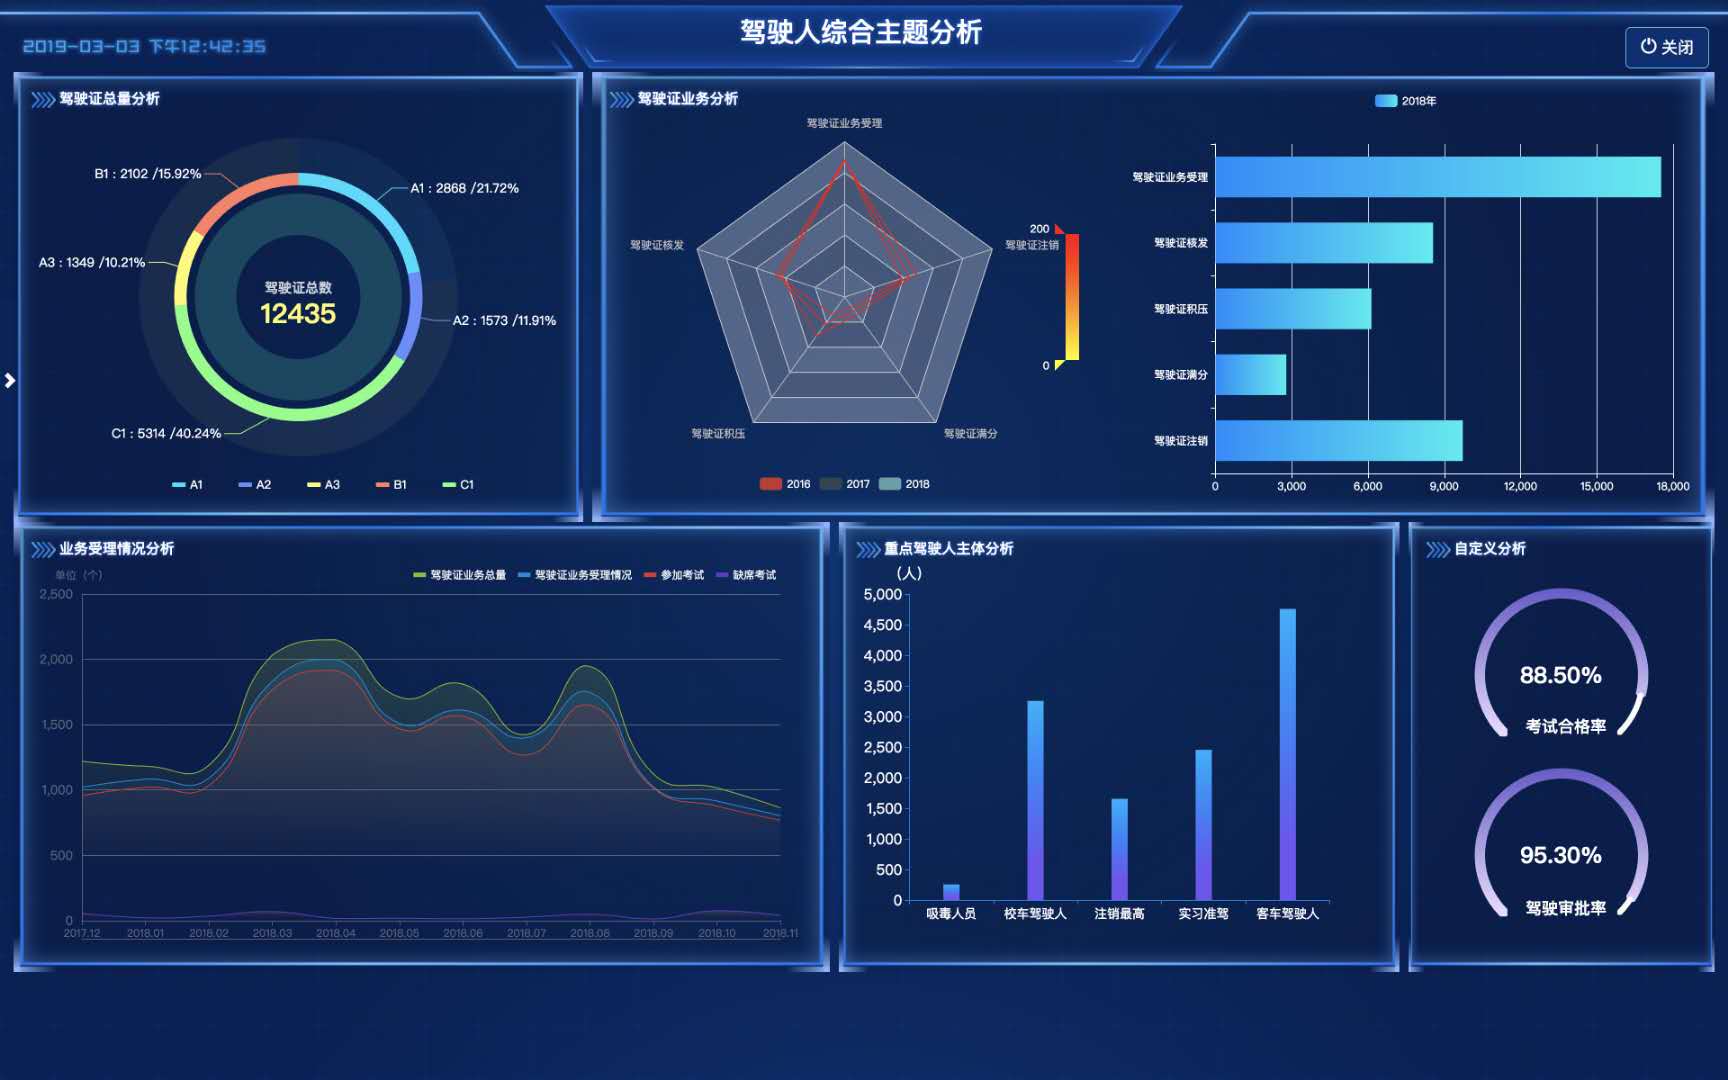 驾驶人综合主题分析
2019-03-03 下午12:42:35
关闭
驾驶证总量分析
B1 : 2102 /15.92%
A1 : 2868 /21.72%
A3 : 1349 /10.21%
A2 : 1573 /11.91%
C1 : 5314 /40.24%
驾驶证总数
12435
A1 A2 A3 B1 C1
驾驶证业务分析
驾驶证业务受理
驾驶证核发
驾驶证注销
驾驶证积压
驾驶证满分
200
0
2016 2017 2018
2018年
驾驶证业务受理
驾驶证核发
驾驶证积压
驾驶证满分
驾驶证注销
0 3,000 6,000 9,000 12,000 15,000 18,000
业务受理情况分析
单位（个）
驾驶证业务总量 驾驶证业务受理情况 参加考试 缺席考试
2,500
2,000
1,500
1,000
500
0
2017.12 2018.01 2018.02 2018.03 2018.04 2018.05 2018.06 2018.07 2018.08 2018.09 2018.10 2018.11
重点驾驶人主体分析
（人）
5,000
4,500
4,000
3,500
3,000
2,500
2,000
1,500
1,000
500
0
吸毒人员 校车驾驶人 注销最高 实习准驾 客车驾驶人
自定义分析
88.50%
考试合格率
95.30%
驾驶审批率